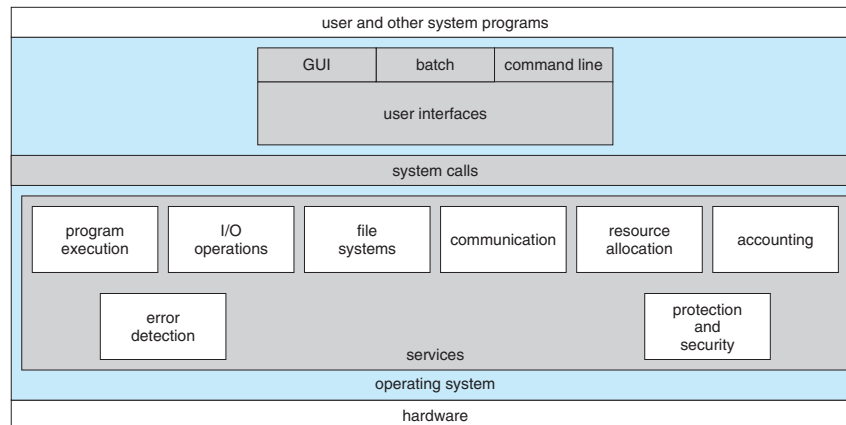 user and other system programs
GUI
batch
command line
user interfaces
system calls
program
execution
I/O
operations
file
systems
communication
resource
allocation
accounting
error
detection
protection
and
security
services
operating system
hardware